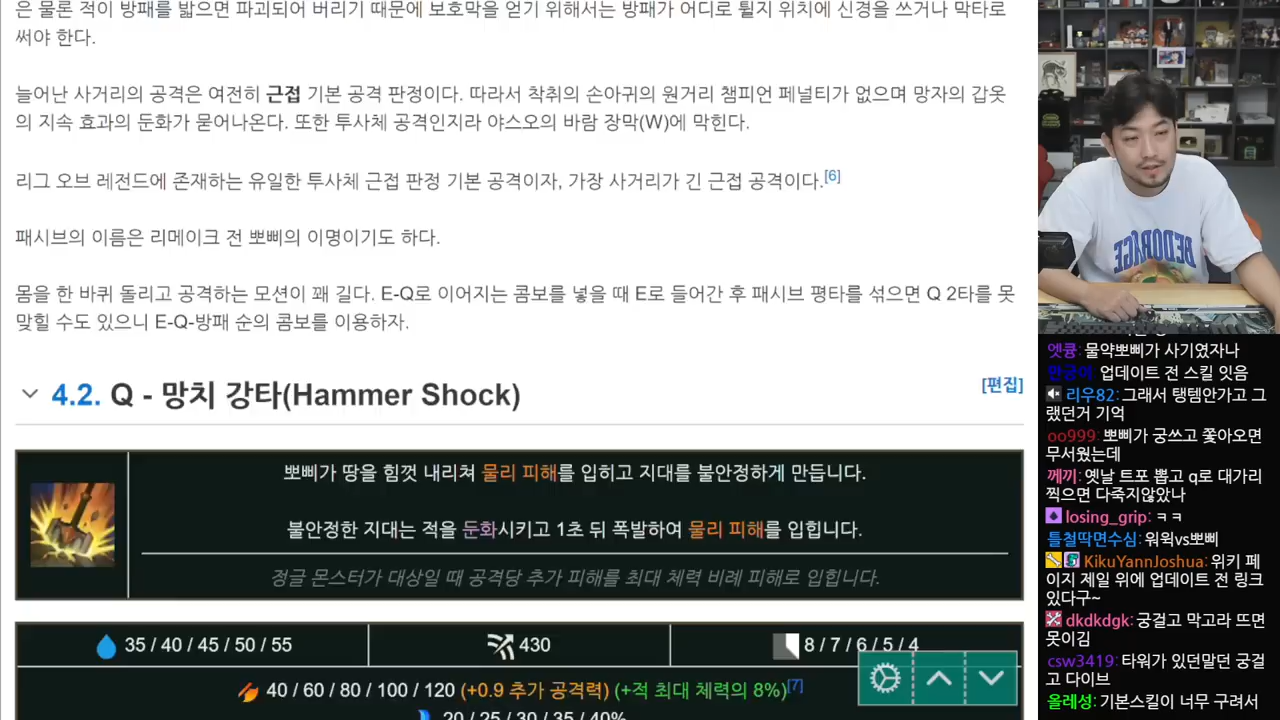 은 물론 적이 방패를 밟으면 파괴되어 버리기 때문에 보호막을 얻기 위해서는 방패가 어디로 튈지 위치에 신경을 쓰거나 막타로
써야 한다.
늘어난 사거리의 공격은 여전히 근접 기본 공격 판정이다. 따라서 착취의 손아귀의 원거리 챔피언 페널티가 없으며 망자의 갑옷
의 지속 효과의 둔화가 묻어나온다. 또한 투사체 공격인지라 야스오의 바람 장막(W)에 막힌다.
리그 오브 레전드에 존재하는 유일한 투사체 근접 판정 기본 공격이자, 가장 사거리가 긴 근접 공격이다.[6]
패시브의 이름은 리메이크 전 뽀삐의 이명이기도 하다.
몸을 한 바퀴 돌리고 공격하는 모션이 꽤 길다. E-Q로 이어지는 콤보를 넣을 때 E로 들어간 후 패시브 평타를 섞으면 Q 2타를 못
맞힐 수도 있으니 E-Q-방패 순의 콤보를 이용하자.
4.2. Q - 망치 강타(Hammer Shock)
[편집]
뽀삐가 땅을 힘껏 내리쳐 물리 피해를 입히고 지대를 불안정하게 만듭니다.
불안정한 지대는 적을 둔화시키고 1초 뒤 폭발하여 물리 피해를 입힙니다.
정글 몬스터가 대상일 때 공격당 추가 피해를 최대 체력 비례 피해로 입힙니다.
35 / 40 / 45 / 50 / 55
430
8 / 7 / 6 / 5 / 4
40 / 60 / 80 / 100 / 120 (+0.9 추가 공격력) (+적 최대 체력의 8%)[7]
20 / 25 / 30 / 35 / 40%
BEDORAGE
엣큥: 물약뽀삐가 사기였자나
안궁이: 업데이트 전 스킬 잇음
리우82: 그래서 탱템안가고 그
랬던거 기억
oo999: 뽀삐가 궁쓰고 쫓아오면
무서웠는데
께끼: 옛날 트포 뽑고 q로 대가리
찍으면 다죽지않았나
losing_grip: ㅋㅋ
틀철딱면수심: 워윅vs뽀삐
KikuYannJoshua: 위키 페
이지 제일 위에 업데이트 전 링크
있다구~
dkdkdgk: 궁걸고 막고라 뜨면
못이김
csw3419: 타워가 있던말던 궁걸
고 다이브
올레성: 기본스킬이 너무 구려서